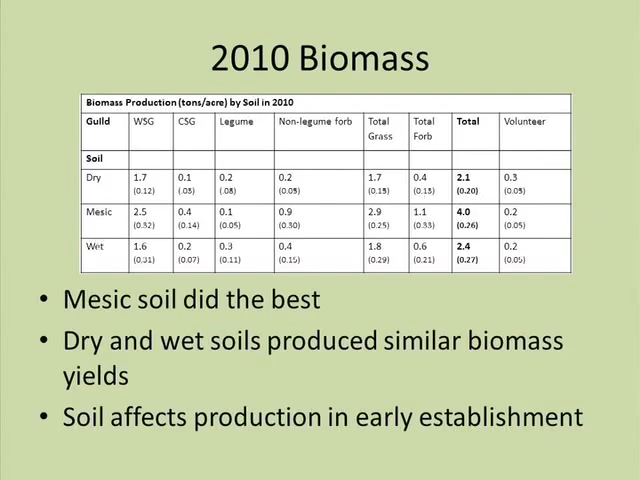 2010 Biomass
Biomass Production (tons/acre) by Soil in 2010
Guild WSG CSG Legume Non-legume forb Total Grass Total Forb Total Volunteer
Soil
Dry 1.7 0.1 0.2 0.2 1.7 0.4 2.1 0.3
(0.12) (.03) (.08) (0.05) (0.15) (0.13) (0.20) (0.05)
Mesic 2.5 0.4 0.1 0.9 2.9 1.1 4.0 0.2
(0.32) (0.14) (0.05) (0.30) (0.25) (0.33) (0.26) (0.05)
Wet 1.6 0.2 0.3 0.4 1.8 0.6 2.4 0.2
(0.31) (0.07) (0.11) (0.15) (0.29) (0.21) (0.27) (0.05)
• Mesic soil did the best
• Dry and wet soils produced similar biomass
yields
• Soil affects production in early establishment